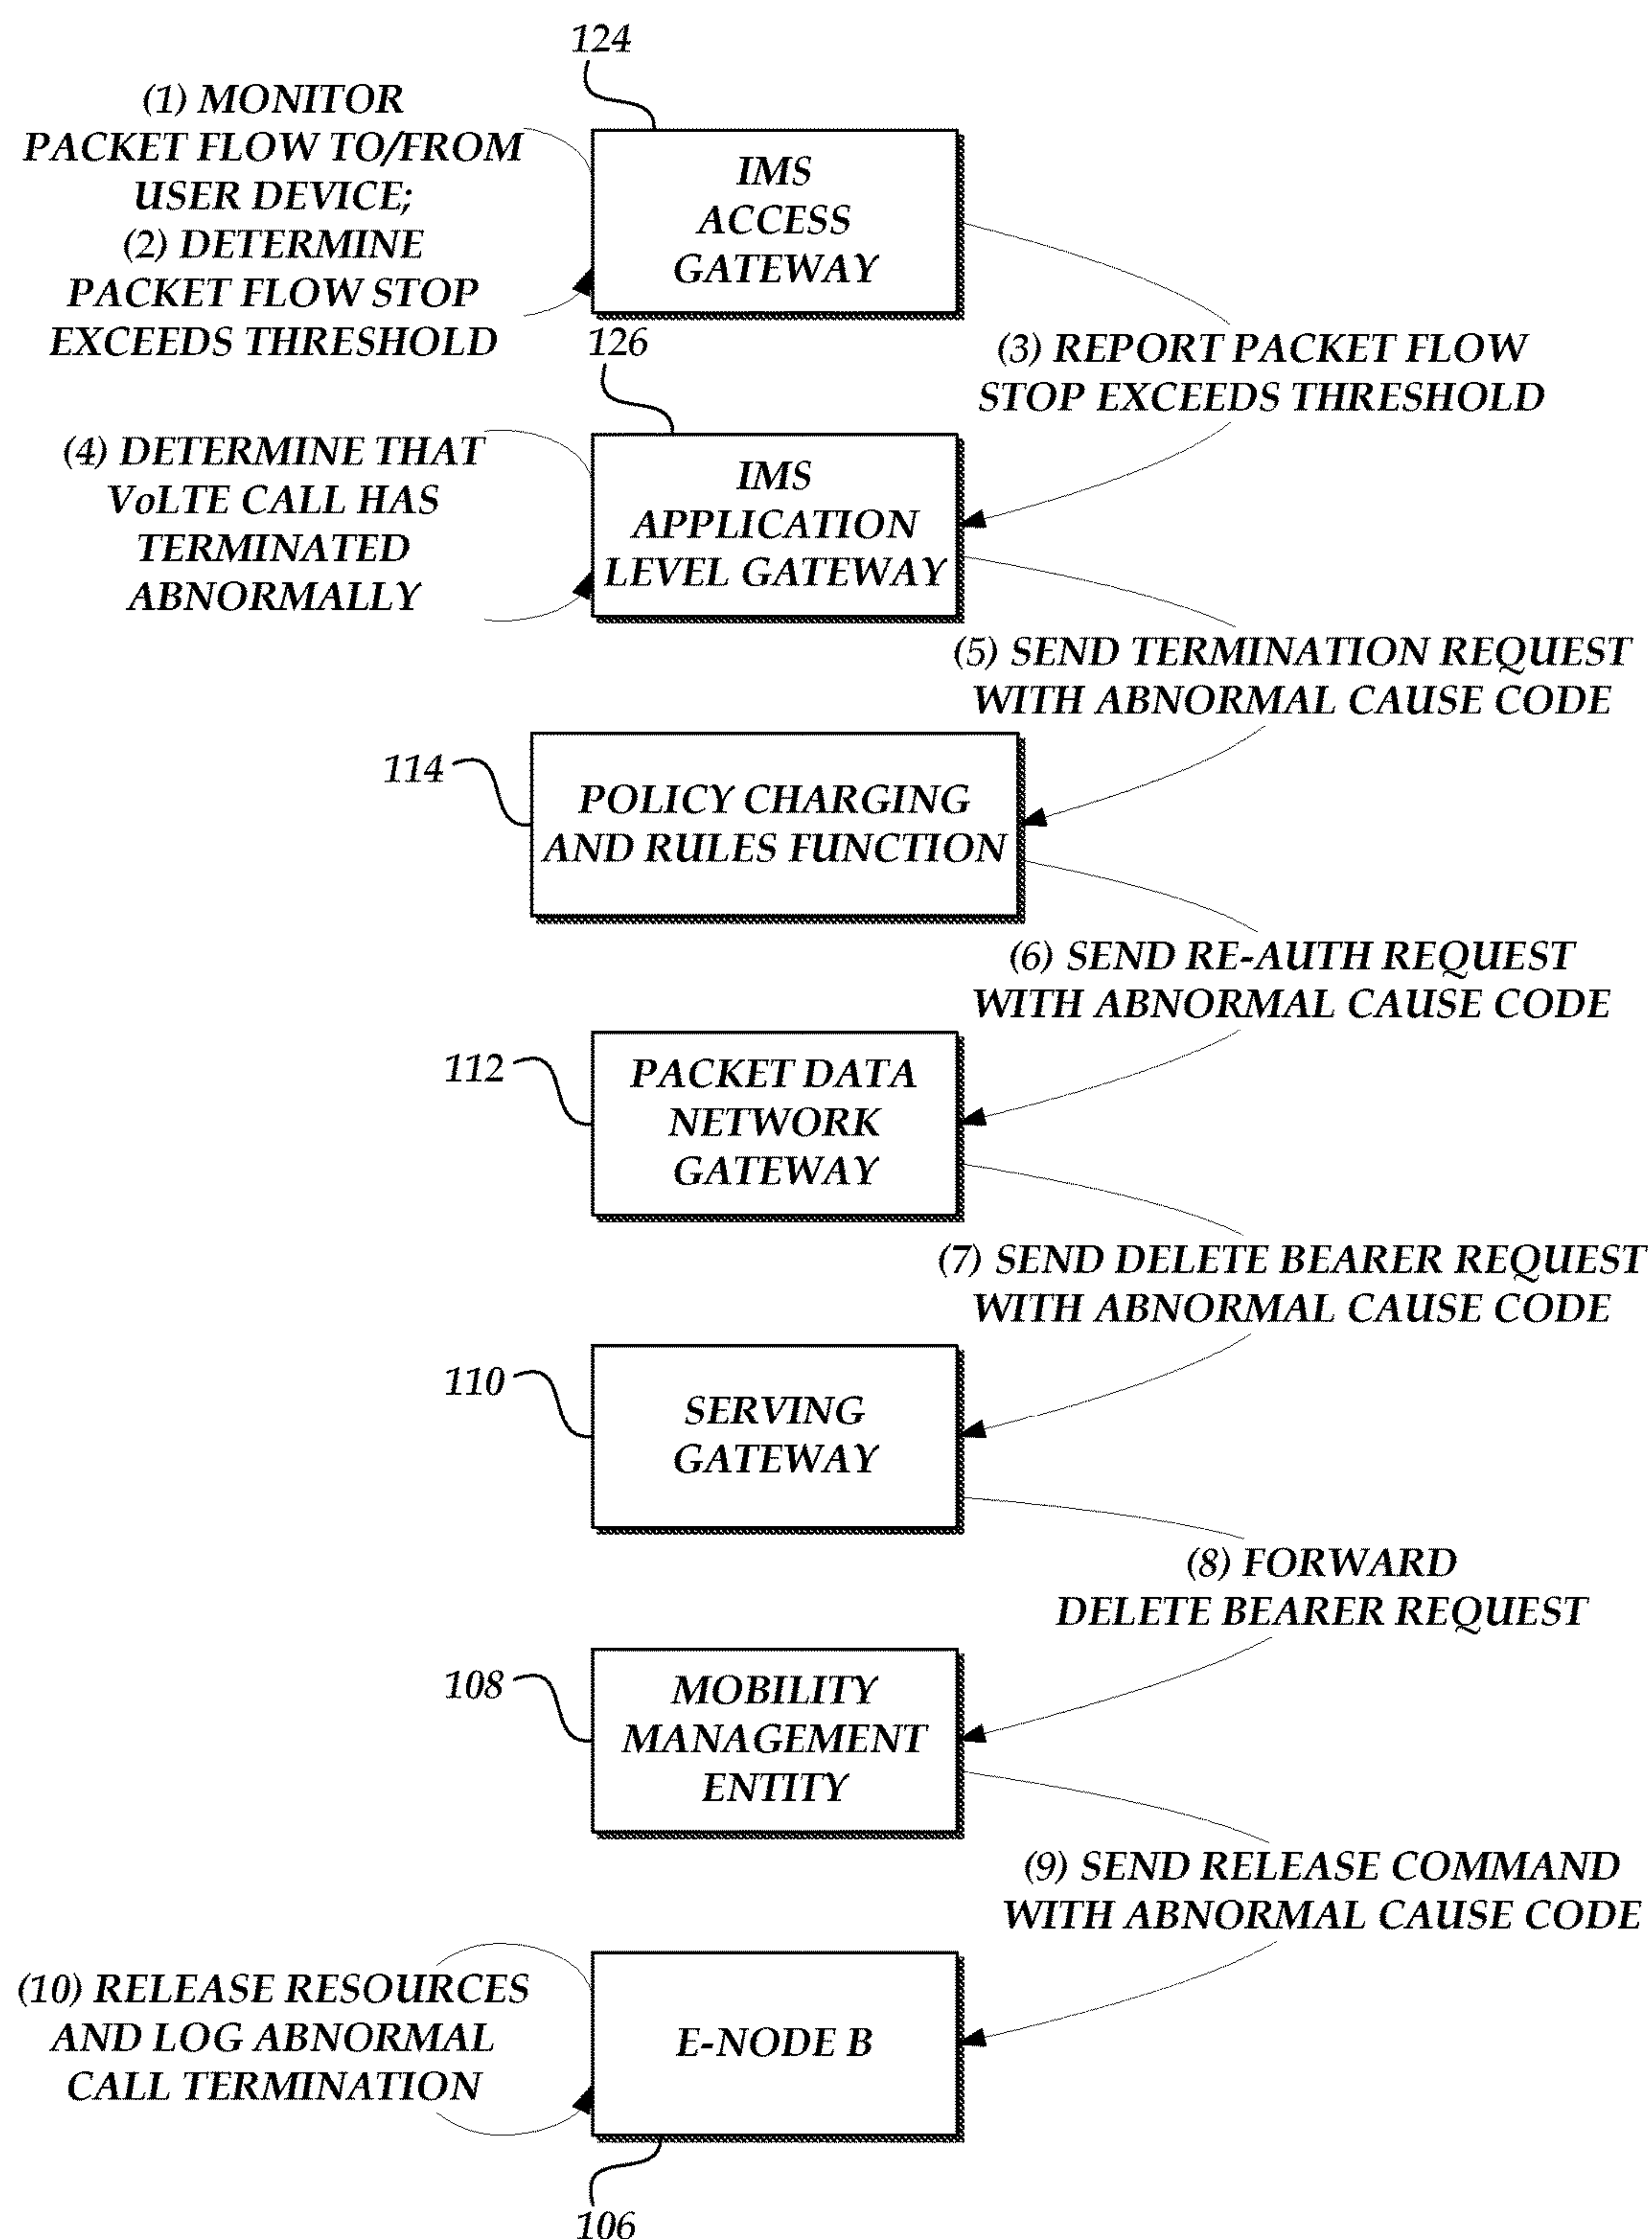 124
(1) MONITOR
PACKET FLOW TO/FROM
USER DEVICE;
(2) DETERMINE
PACKET FLOW STOP
EXCEEDS THRESHOLD
IMS
ACCESS
GATEWAY
(3) REPORT PACKET FLOW
STOP EXCEEDS THRESHOLD
126
(4) DETERMINE THAT
VoLTE CALL HAS
TERMINATED
ABNORMALLY
IMS
APPLICATION
LEVEL GATEWAY
(5) SEND TERMINATION REQUEST
WITH ABNORMAL CAUSE CODE
114
POLICY CHARGING
AND RULES FUNCTION
(6) SEND RE-AUTH REQUEST
WITH ABNORMAL CAUSE CODE
112
PACKET DATA
NETWORK
GATEWAY
(7) SEND DELETE BEARER REQUEST
WITH ABNORMAL CAUSE CODE
110
SERVING
GATEWAY
(8) FORWARD
DELETE BEARER REQUEST
108
MOBILITY
MANAGEMENT
ENTITY
(9) SEND RELEASE COMMAND
WITH ABNORMAL CAUSE CODE
(10) RELEASE RESOURCES
AND LOG ABNORMAL
CALL TERMINATION
E-NODE B
106